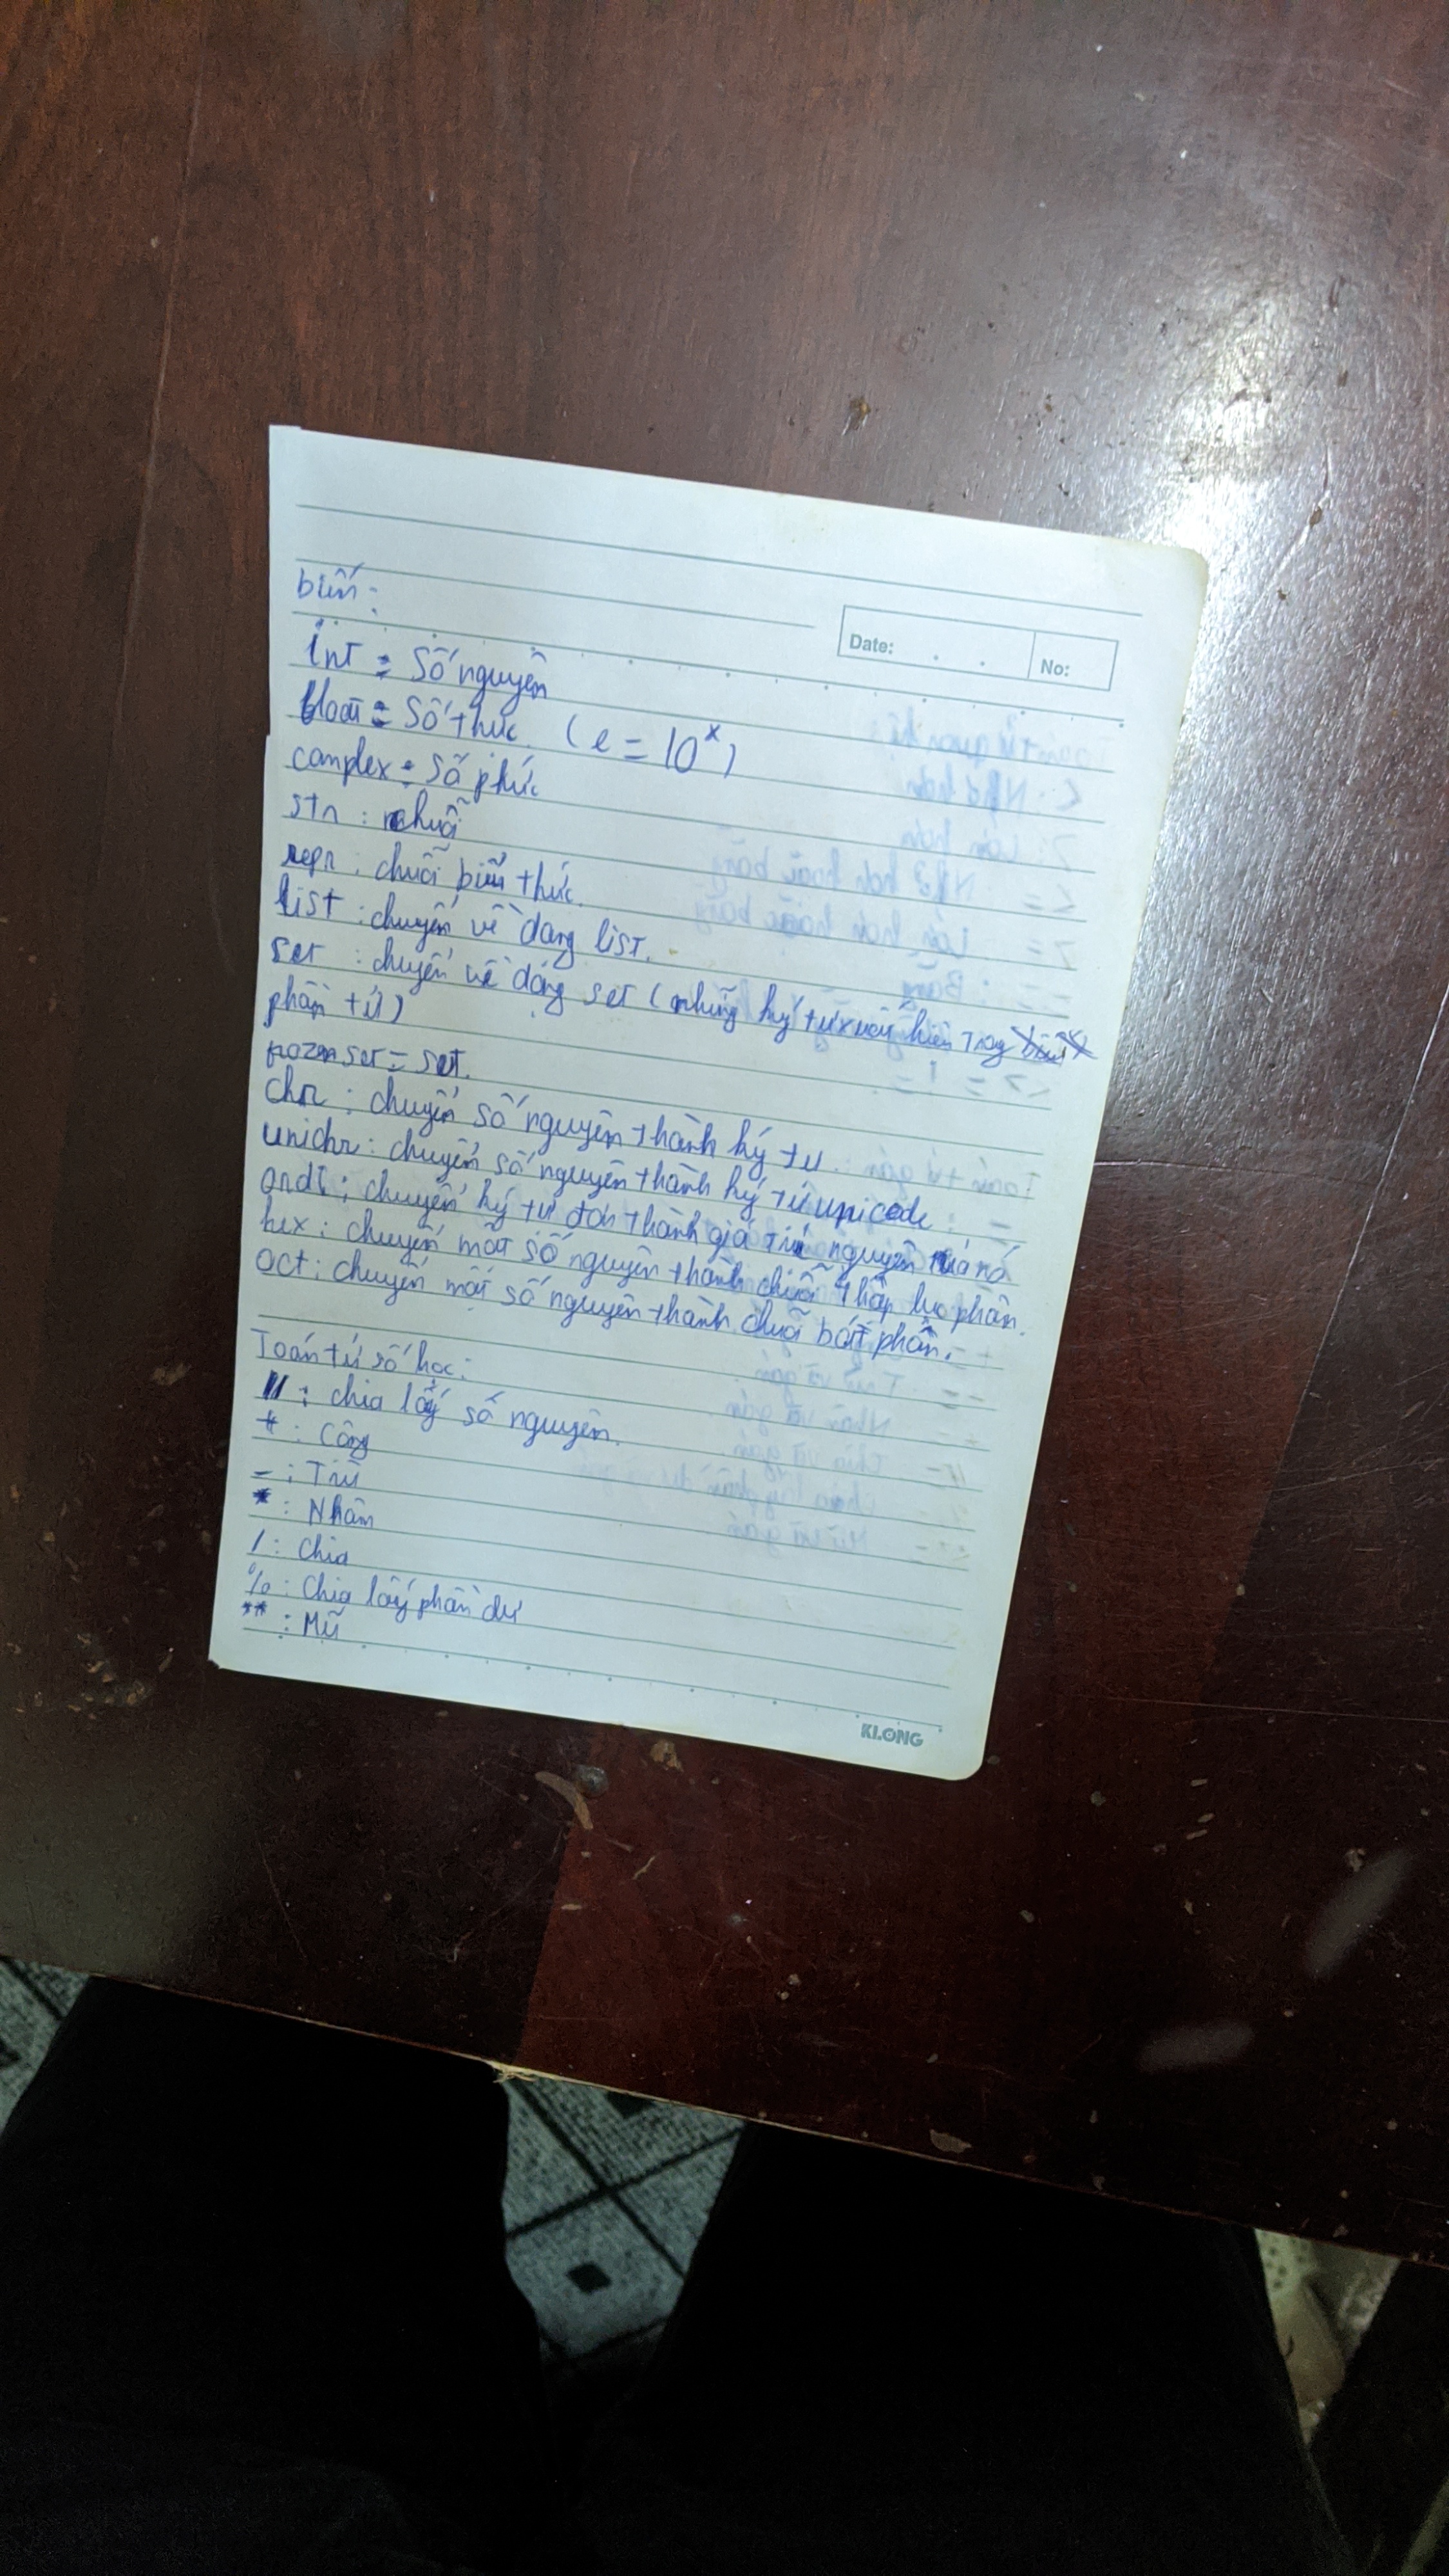 biến:
Date: . . No:
int : Số nguyên
float : Số thực. (e = 10^x)
complex : Số phức
str : chuỗi
repr : chuỗi biểu thức.
list : chuyển về dạng list.
set : chuyển về dạng set (những ký tự xuất hiện trong
phần tử)
frozen set = set.
chr : chuyển số nguyên thành ký tự.
unichr : chuyển số nguyên thành ký tự unicode
ord : chuyển ký tự đơn thành giá trị nguyên của nó
hex : chuyển một số nguyên thành chuỗi thập lục phân.
oct : chuyển một số nguyên thành chuỗi bát phân.
Toán tử số học:
// : chia lấy số nguyên.
+ : Cộng
- : Trừ
* : Nhân
/ : Chia
% : Chia lấy phần dư
** : Mũ
KLONG